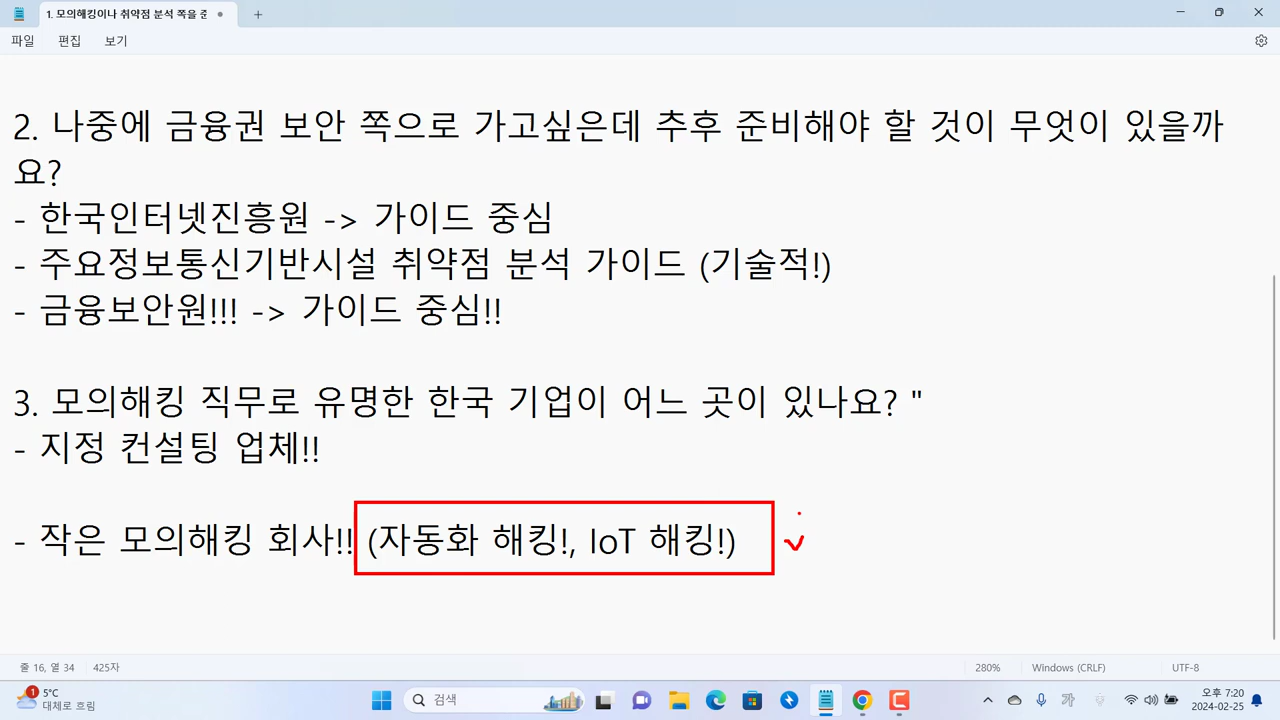 1. 모의해킹이나 취약점 분석 쪽을 준
파일 편집 보기
2. 나중에 금융권 보안 쪽으로 가고싶은데 추후 준비해야 할 것이 무엇이 있을까
요?
- 한국인터넷진흥원 -> 가이드 중심
- 주요정보통신기반시설 취약점 분석 가이드 (기술적!)
- 금융보안원!!! -> 가이드 중심!!
3. 모의해킹 직무로 유명한 한국 기업이 어느 곳이 있나요? "
- 지정 컨설팅 업체!!
- 작은 모의해킹 회사!! (자동화 해킹!, IoT 해킹!)
줄 16, 열 34 425자 280% Windows (CRLF) UTF-8
1 5°C 검색 가 오후 7:20
대체로 흐림 2024-02-25